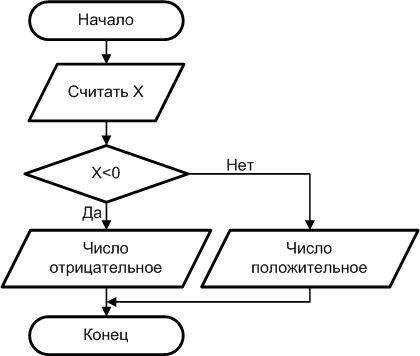 Начало
Считать X
X<0
Нет
Да
Число
отрицательное
Число
положительное
Конец